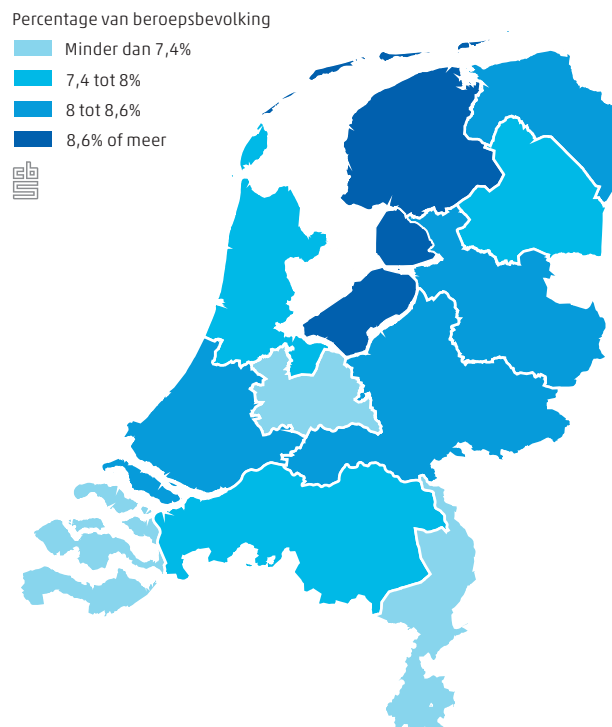 Percentage van beroepsbevolking
Minder dan 7,4%
7,4 tot 8%
8 tot 8,6%
8,6% of meer